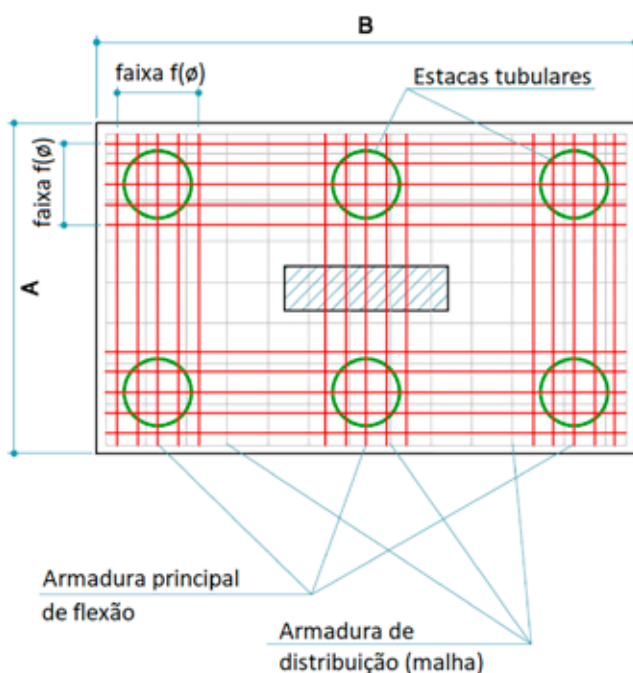 B
faixa f(ø)
Estacas tubulares
faixa f(ø)
A
Armadura principal
de flexão
Armadura de
distribuição (malha)